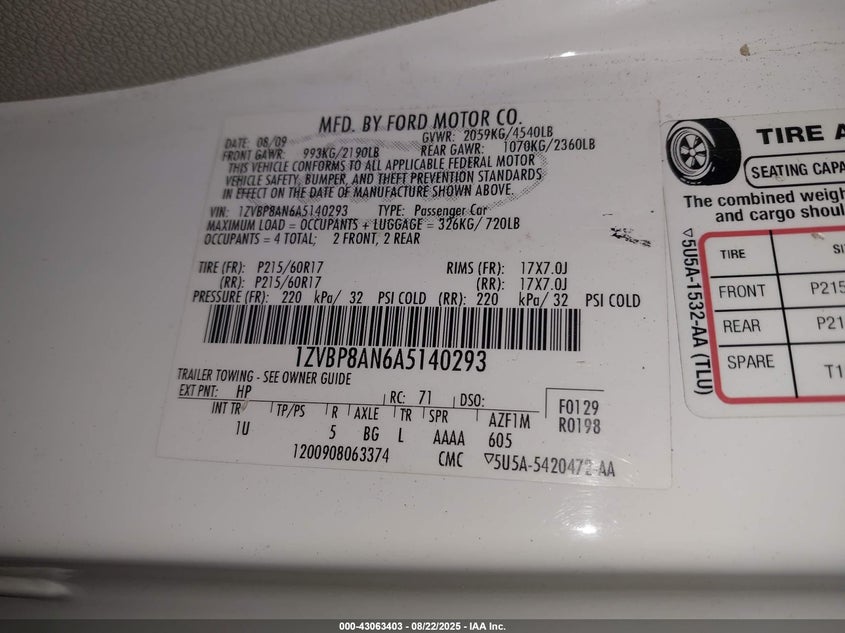 MFD. BY FORD MOTOR CO.
DATE: 08/09 GVWR: 2059KG/4540LB
FRONT GAWR: 993KG/2190LB REAR GAWR: 1070KG/2360LB
THIS VEHICLE CONFORMS TO ALL APPLICABLE FEDERAL MOTOR
VEHICLE SAFETY, BUMPER, AND THEFT PREVENTION STANDARDS
IN EFFECT ON THE DATE OF MANUFACTURE SHOWN ABOVE.
VIN: 1ZVBP8AN6A5140293 TYPE: Passenger Car
MAXIMUM LOAD = OCCUPANTS + LUGGAGE = 326KG/ 720LB
OCCUPANTS = 4 TOTAL; 2 FRONT, 2 REAR
TIRE (FR): P215/60R17 RIMS (FR): 17X7.0J
(RR): P215/60R17 (RR): 17X7.0J
PRESSURE (FR): 220 kPa/ 32 PSI COLD (RR): 220 kPa/ 32 PSI COLD
1ZVBP8AN6A5140293
TRAILER TOWING - SEE OWNER GUIDE
EXT PNT: HP RC: 71 DSO:
INT TR TP/PS R AXLE TR SPR AZF1M
1U 5 BG L AAAA 605
F0129
R0198
1200908063374 CMC ▽5U5A-5420472-AA
TIRE A
SEATING CAPA
The combined weigh
and cargo shoul
TIRE SI
FRONT P215
REAR P21
SPARE T1
▽5U5A-1532-AA (TLU)
000-43063403 - 08/22/2025 - IAA Inc.